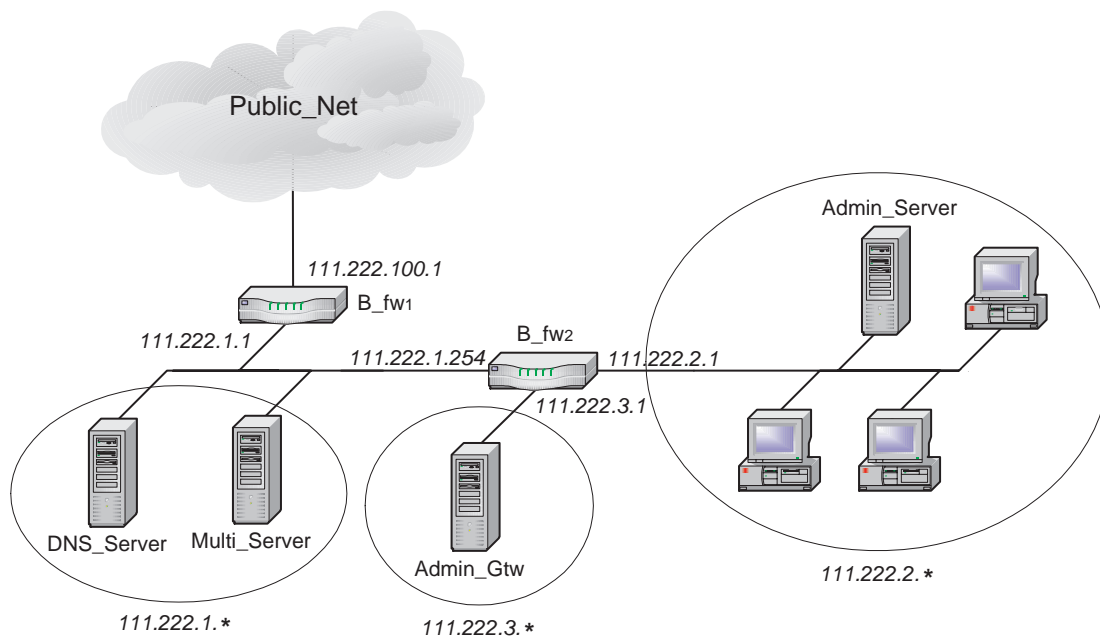 Public_Net
Admin_Server
111.222.100.1
B_fw1
B_fw2
111.222.1.1
111.222.1.254
111.222.2.1
111.222.3.1
DNS_Server
Multi_Server
Admin_Gtw
111.222.2.*
111.222.1.*
111.222.3.*